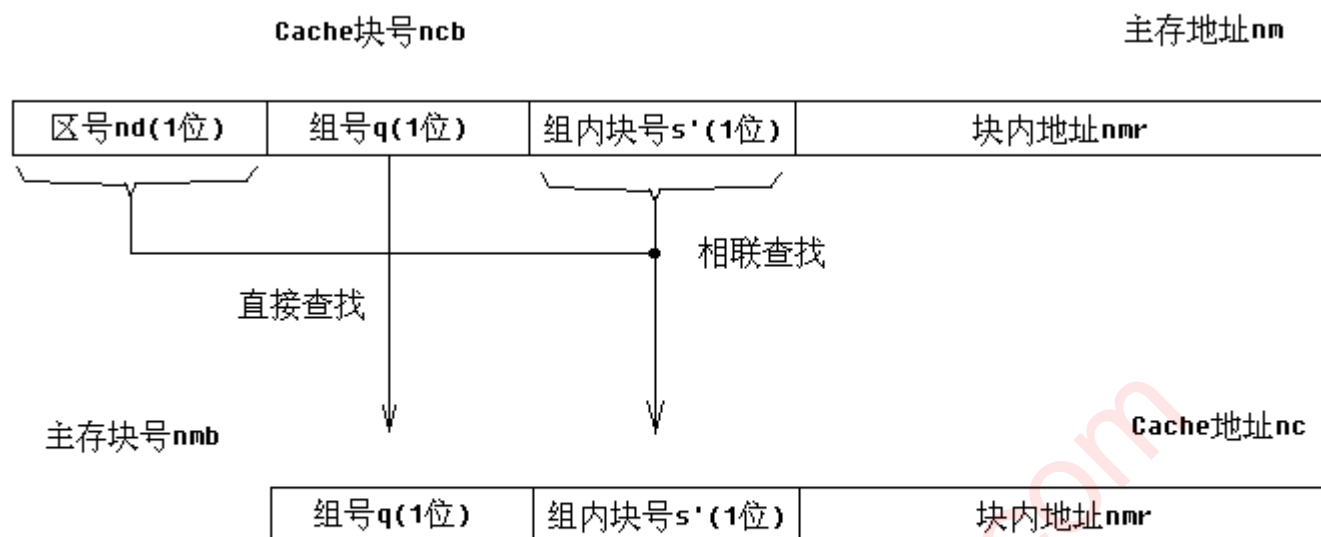 Cache块号ncb 主存地址nm
区号nd(1位) 组号q(1位) 组内块号s'(1位) 块内地址nmr
相联查找
直接查找
主存块号nmb Cache地址nc
组号q(1位) 组内块号s'(1位) 块内地址nmr
com